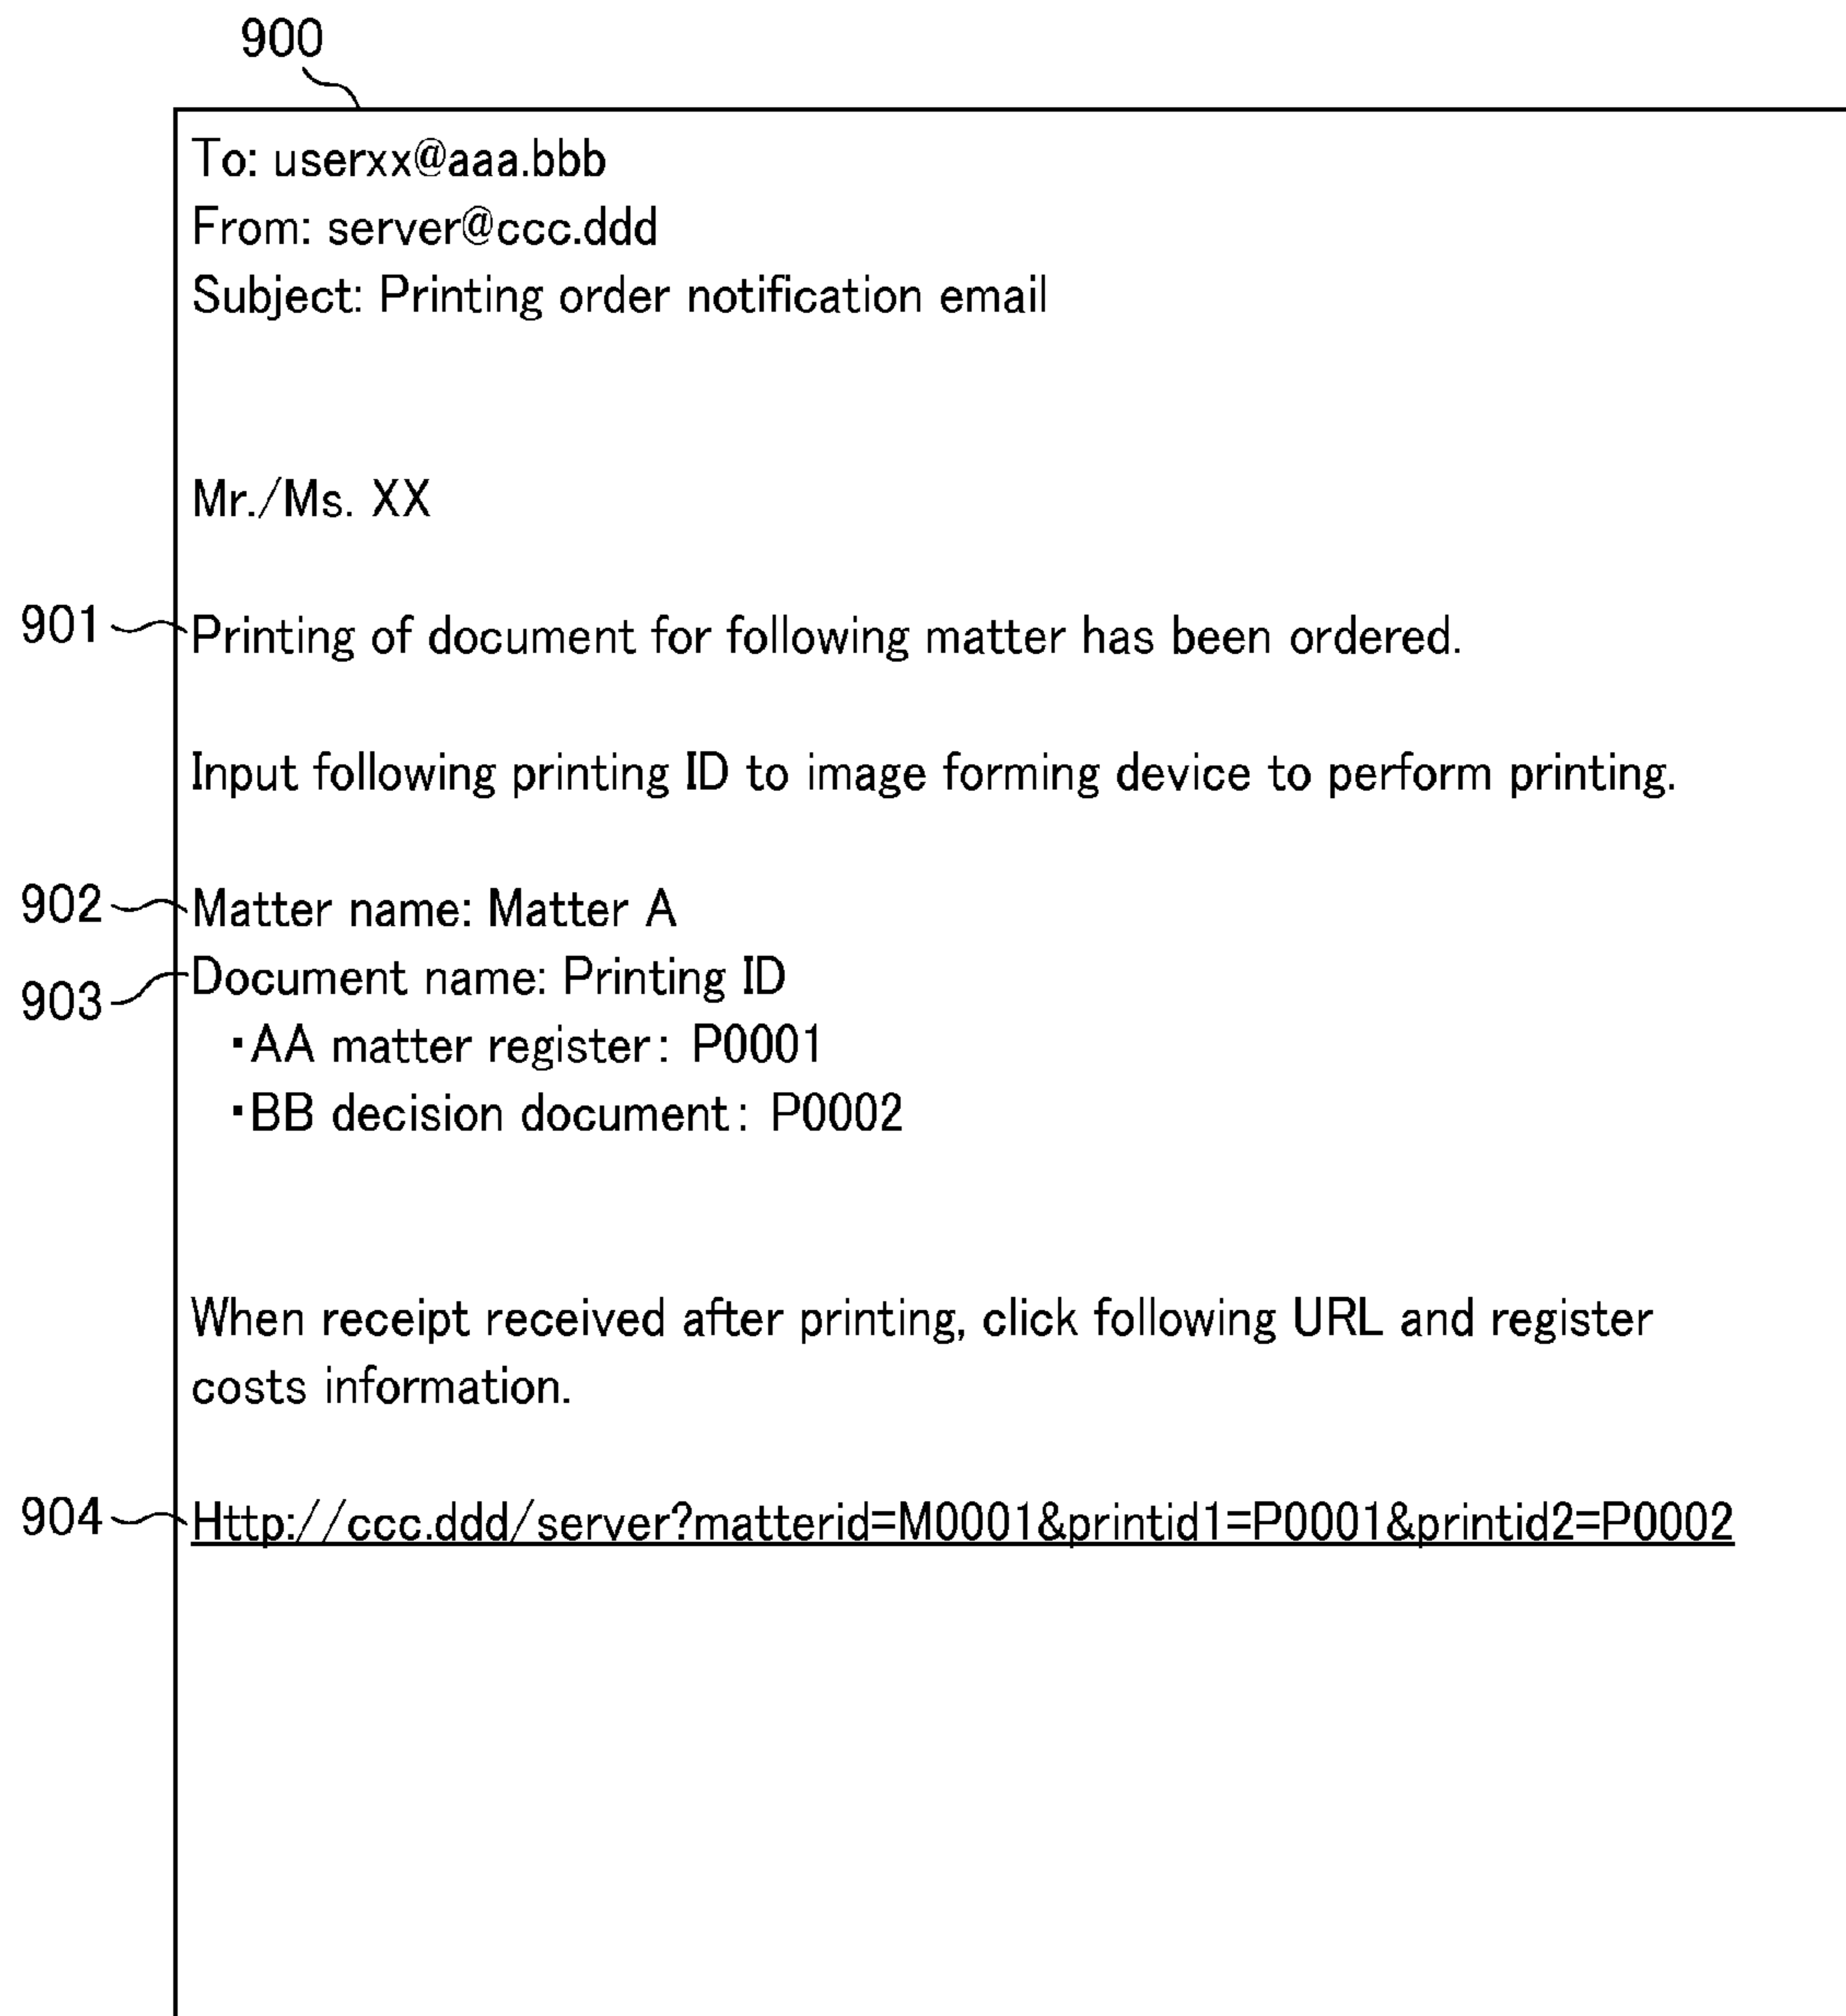 900
To: userxx@aaa.bbb
From: server@ccc.ddd
Subject: Printing order notification email
Mr./Ms. XX
901 Printing of document for following matter has been ordered.
Input following printing ID to image forming device to perform printing.
902 Matter name: Matter A
903 Document name: Printing ID
・AA matter register: P0001
・BB decision document: P0002
When receipt received after printing, click following URL and register
costs information.
904 Http://ccc.ddd/server?matterid=M0001&printid1=P0001&printid2=P0002